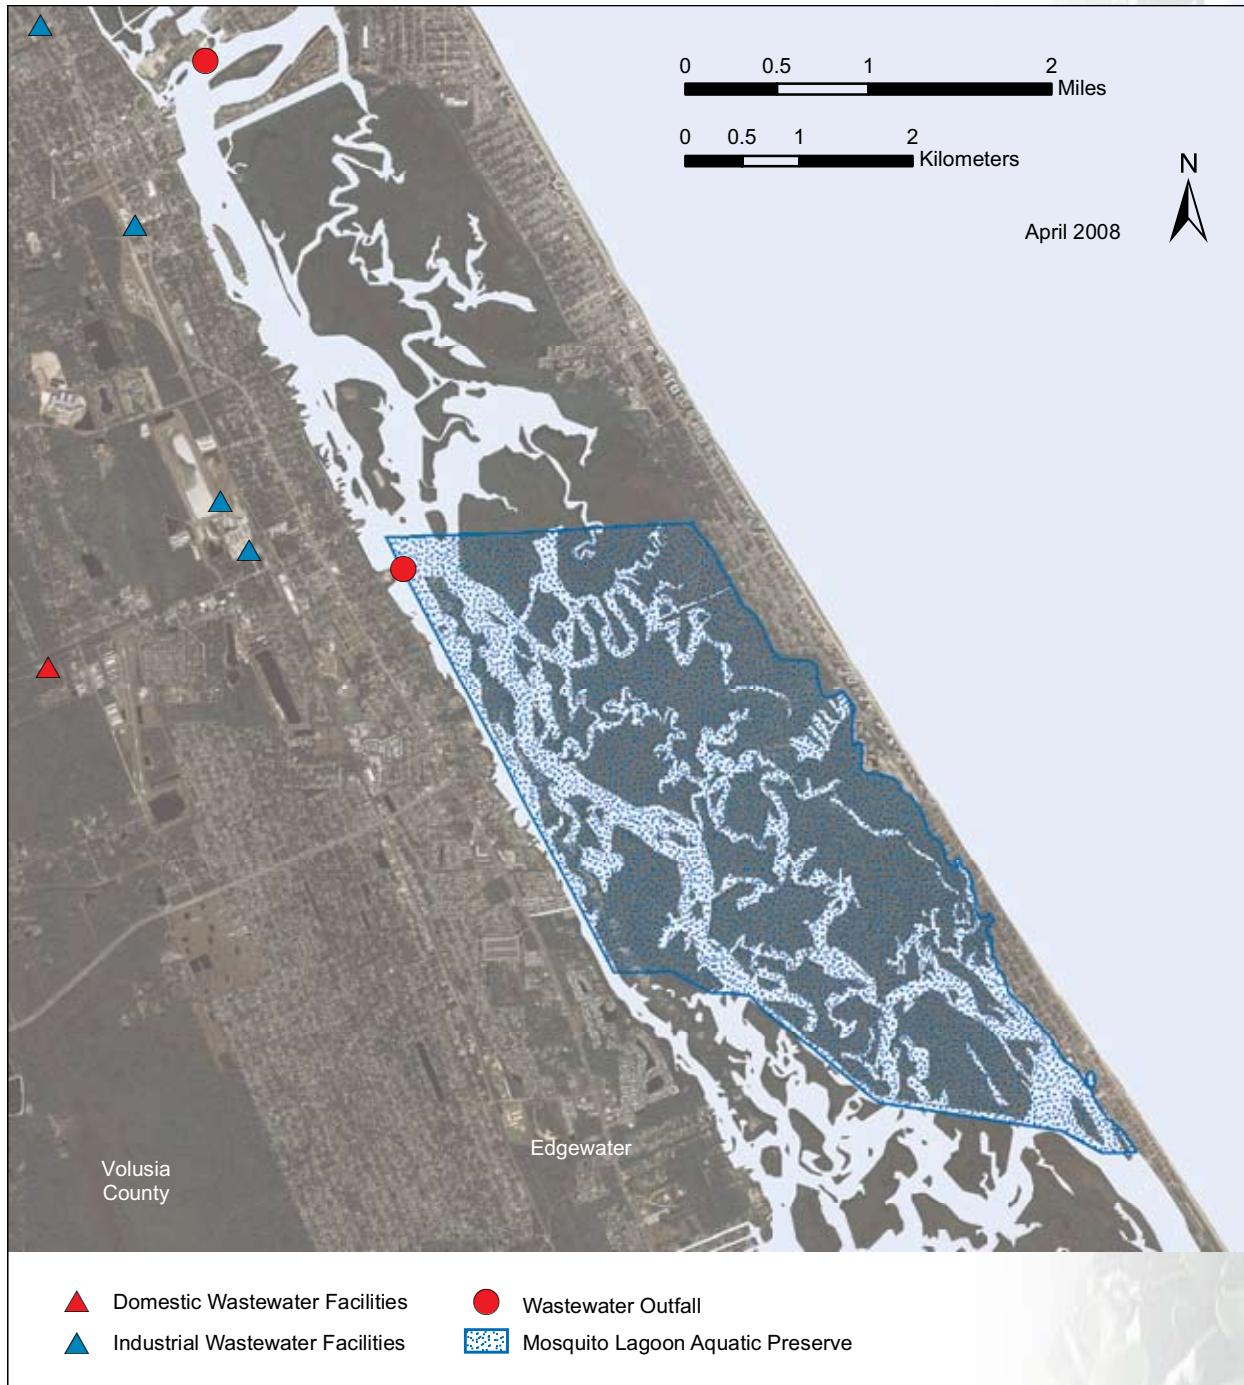 0 0.5 1 2
Miles
0 0.5 1 2
Kilometers
N
April 2008
Edgewater
Volusia
County
Domestic Wastewater Facilities
Wastewater Outfall
Industrial Wastewater Facilities
Mosquito Lagoon Aquatic Preserve